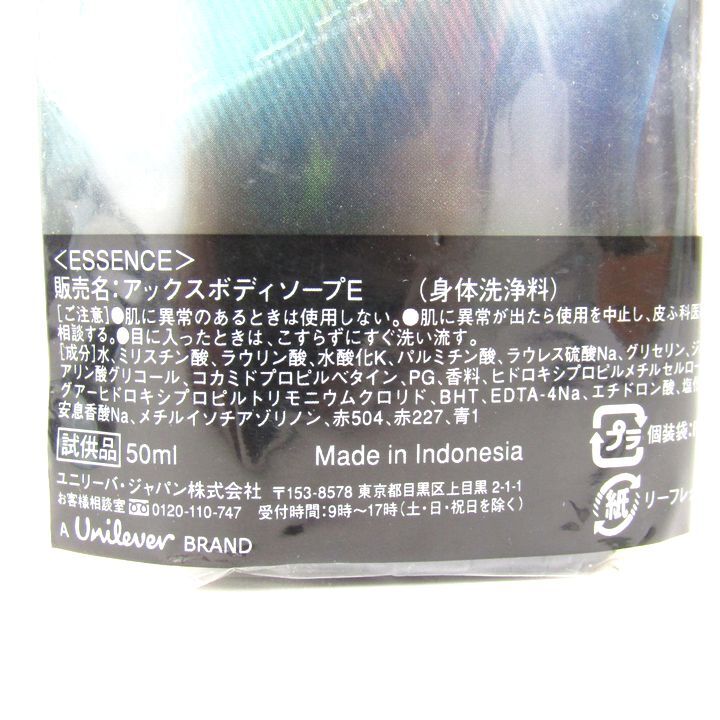 <ESSENCE>
販売名：アックスボディソープE （身体洗浄料）
[ご注意]●肌に異常のあるときは使用しない。●肌に異常が出たら使用を中止し、皮ふ科医
相談する。●目に入ったときは、こすらずにすぐ洗い流す。
[成分]水、ミリスチン酸、ラウリン酸、水酸化K、パルミチン酸、ラウレス硫酸Na、グリセリン、ジ
アリン酸グリコール、コカミドプロピルベタイン、PG、香料、ヒドロキシプロピルメチルセルロー
グアーヒドロキシプロピルトリモニウムクロリド、BHT、EDTA-4Na、エチドロン酸、塩化
安息香酸Na、メチルイソチアゾリノン、赤504、赤227、青1
試供品 50ml Made in Indonesia
プラ 個装袋：
ユニリーバ・ジャパン株式会社 〒153-8578 東京都目黒区上目黒2-1-1
お客様相談室 0120-110-747 受付時間：9時～17時（土・日・祝日を除く）
紙 リーフレ
A Unilever BRAND